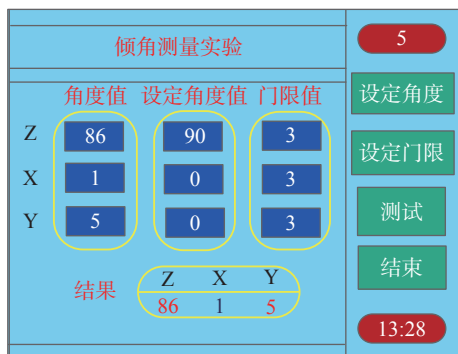 倾角测量实验
5
角度值 设定角度值 门限值
设定角度
Z 86 90 3
设定门限
X 1 0 3
Y 5 0 3
测试
结果
Z X Y
86 1 5
结束
13:28